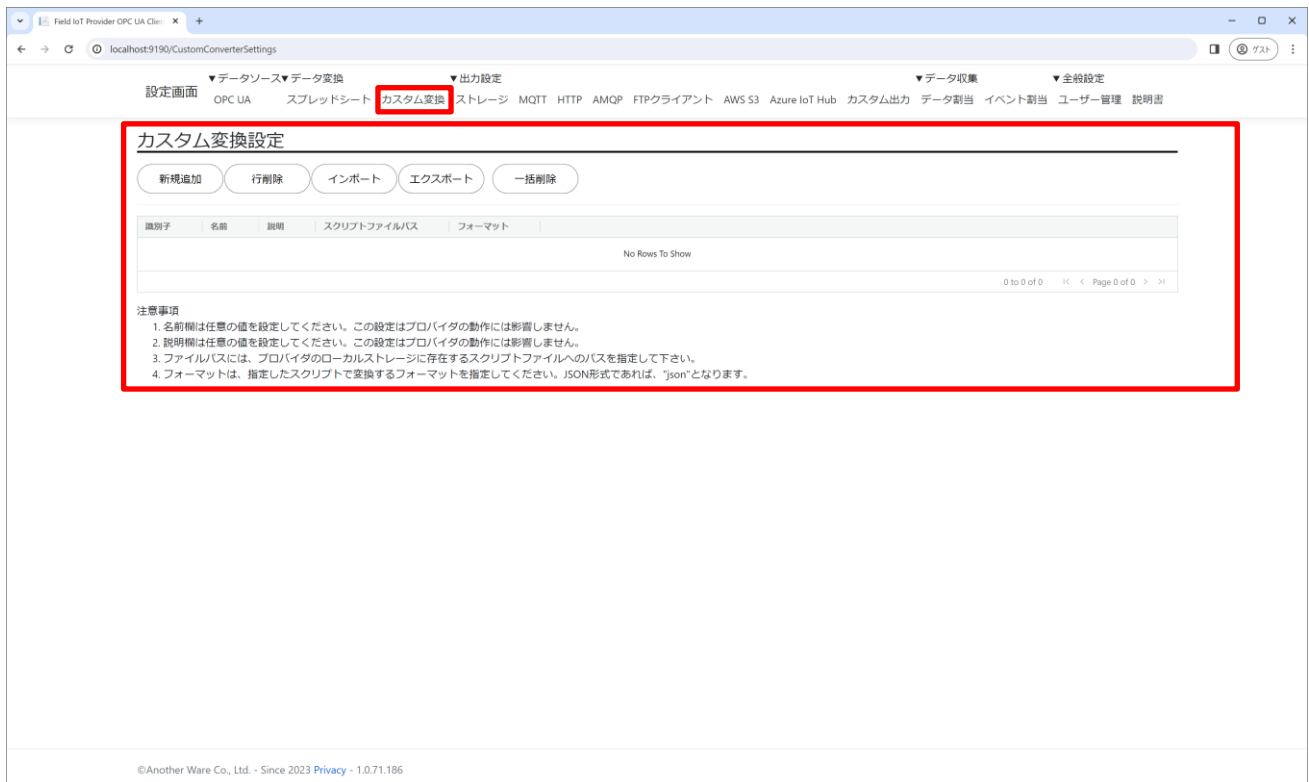 Field IoT Provider OPC UA Clien
localhost:9190/CustomConverterSettings
ゲスト
設定画面
▼データソース ▼データ変換 ▼出力設定 ▼データ収集 ▼全般設定
OPC UA スプレッドシート カスタム変換 ストレージ MQTT HTTP AMQP FTPクライアント AWS S3 Azure IoT Hub カスタム出力 データ割当 イベント割当 ユーザー管理 説明書
カスタム変換設定
新規追加 行削除 インポート エクスポート 一括削除
識別子 名前 説明 スクリプトファイルパス フォーマット
No Rows To Show
0 to 0 of 0 Page 0 of 0
注意事項
1. 名前欄は任意の値を設定してください。この設定はプロバイダの動作には影響しません。
2. 説明欄は任意の値を設定してください。この設定はプロバイダの動作には影響しません。
3. ファイルパスには、プロバイダのローカルストレージに存在するスクリプトファイルへのパスを指定して下さい。
4. フォーマットは、指定したスクリプトで変換するフォーマットを指定してください。JSON形式であれば、"json"となります。
©Another Ware Co., Ltd. - Since 2023 Privacy - 1.0.71.186